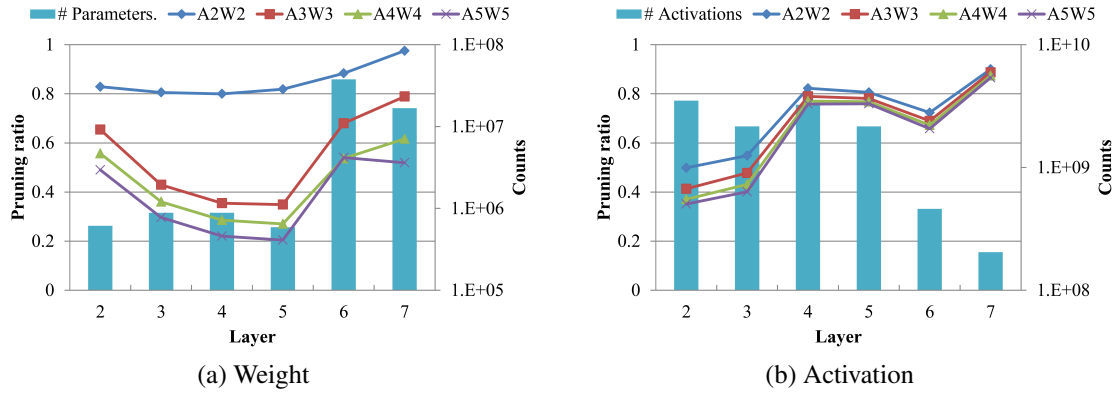 # Parameters. A2W2 A3W3 A4W4 A5W5
1 1.E+08
0.8
1.E+07
0.6
0.4
1.E+06
0.2
0 1.E+05
Pruning ratio
Counts
2 3 4 5 6 7
Layer
(a) Weight
# Activations A2W2 A3W3 A4W4 A5W5
1 1.E+10
0.8
0.6
1.E+09
0.4
0.2
0 1.E+08
Pruning ratio
Counts
2 3 4 5 6 7
Layer
(b) Activation